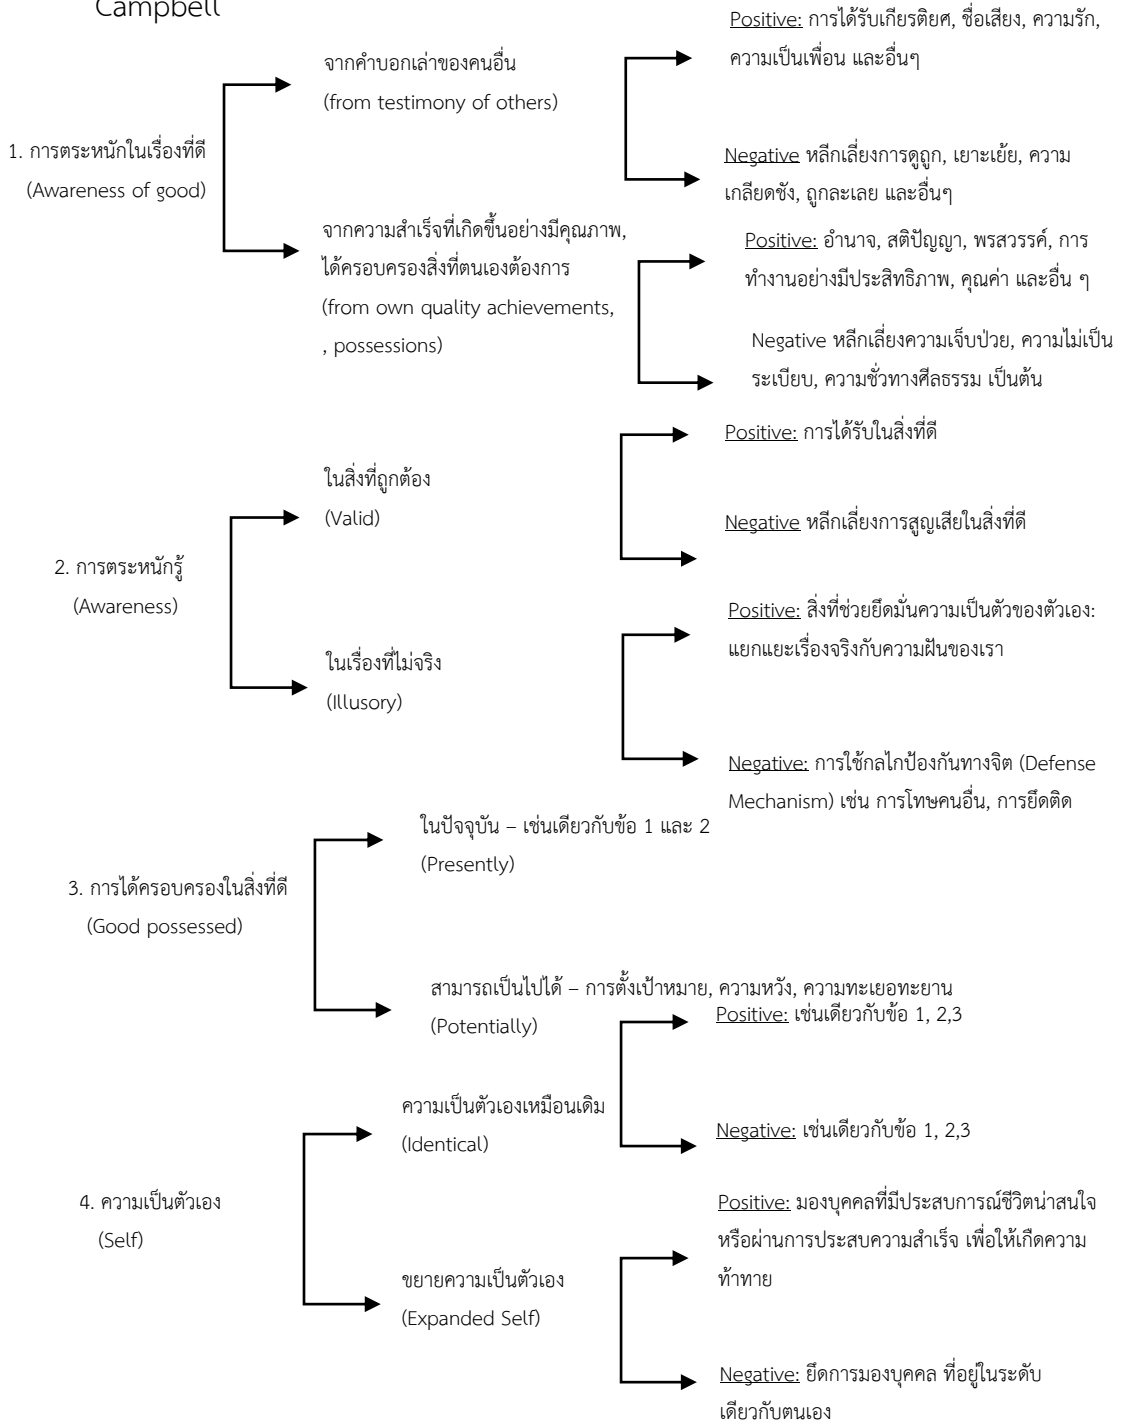 Campbell
Positive: การได้รับเกียรติยศ, ชื่อเสียง, ความรัก,
ความเป็นเพื่อน และอื่นๆ
จากคำบอกเล่าของคนอื่น
(from testimony of others)
1. การตระหนักในเรื่องที่ดี
(Awareness of good)
Negative หลีกเลี่ยงการดูถูก, เยาะเย้ย, ความ
เกลียดชัง, ถูกละเลย และอื่นๆ
จากความสำเร็จที่เกิดขึ้นอย่างมีคุณภาพ,
ได้ครอบครองสิ่งที่ตนเองต้องการ
(from own quality achievements,
, possessions)
Positive: อำนาจ, สติปัญญา, พรสวรรค์, การ
ทำงานอย่างมีประสิทธิภาพ, คุณค่า และอื่น ๆ
Negative หลีกเลี่ยงความเจ็บป่วย, ความไม่เป็น
ระเบียบ, ความชั่วทางศีลธรรม เป็นต้น
Positive: การได้รับในสิ่งที่ดี
ในสิ่งที่ถูกต้อง
(Valid)
Negative หลีกเลี่ยงการสูญเสียในสิ่งที่ดี
2. การตระหนักรู้
(Awareness)
Positive: สิ่งที่ช่วยยึดมั่นความเป็นตัวของตัวเอง:
แยกแยะเรื่องจริงกับความฝันของเรา
ในเรื่องที่ไม่จริง
(Illusory)
Negative: การใช้กลไกป้องกันทางจิต (Defense
Mechanism) เช่น การโทษคนอื่น, การยึดติด
ในปัจจุบัน – เช่นเดียวกับข้อ 1 และ 2
(Presently)
3. การได้ครอบครองในสิ่งที่ดี
(Good possessed)
สามารถเป็นไปได้ – การตั้งเป้าหมาย, ความหวัง, ความทะเยอทะยาน
(Potentially)
Positive: เช่นเดียวกับข้อ 1, 2,3
ความเป็นตัวเองเหมือนเดิม
(Identical)
Negative: เช่นเดียวกับข้อ 1, 2,3
4. ความเป็นตัวเอง
(Self)
Positive: มองบุคคลที่มีประสบการณ์ชีวิตน่าสนใจ
หรือผ่านการประสบความสำเร็จ เพื่อให้เกืดความ
ท้าทาย
ขยายความเป็นตัวเอง
(Expanded Self)
Negative: ยึดการมองบุคคล ที่อยู่ในระดับ
เดียวกับตนเอง